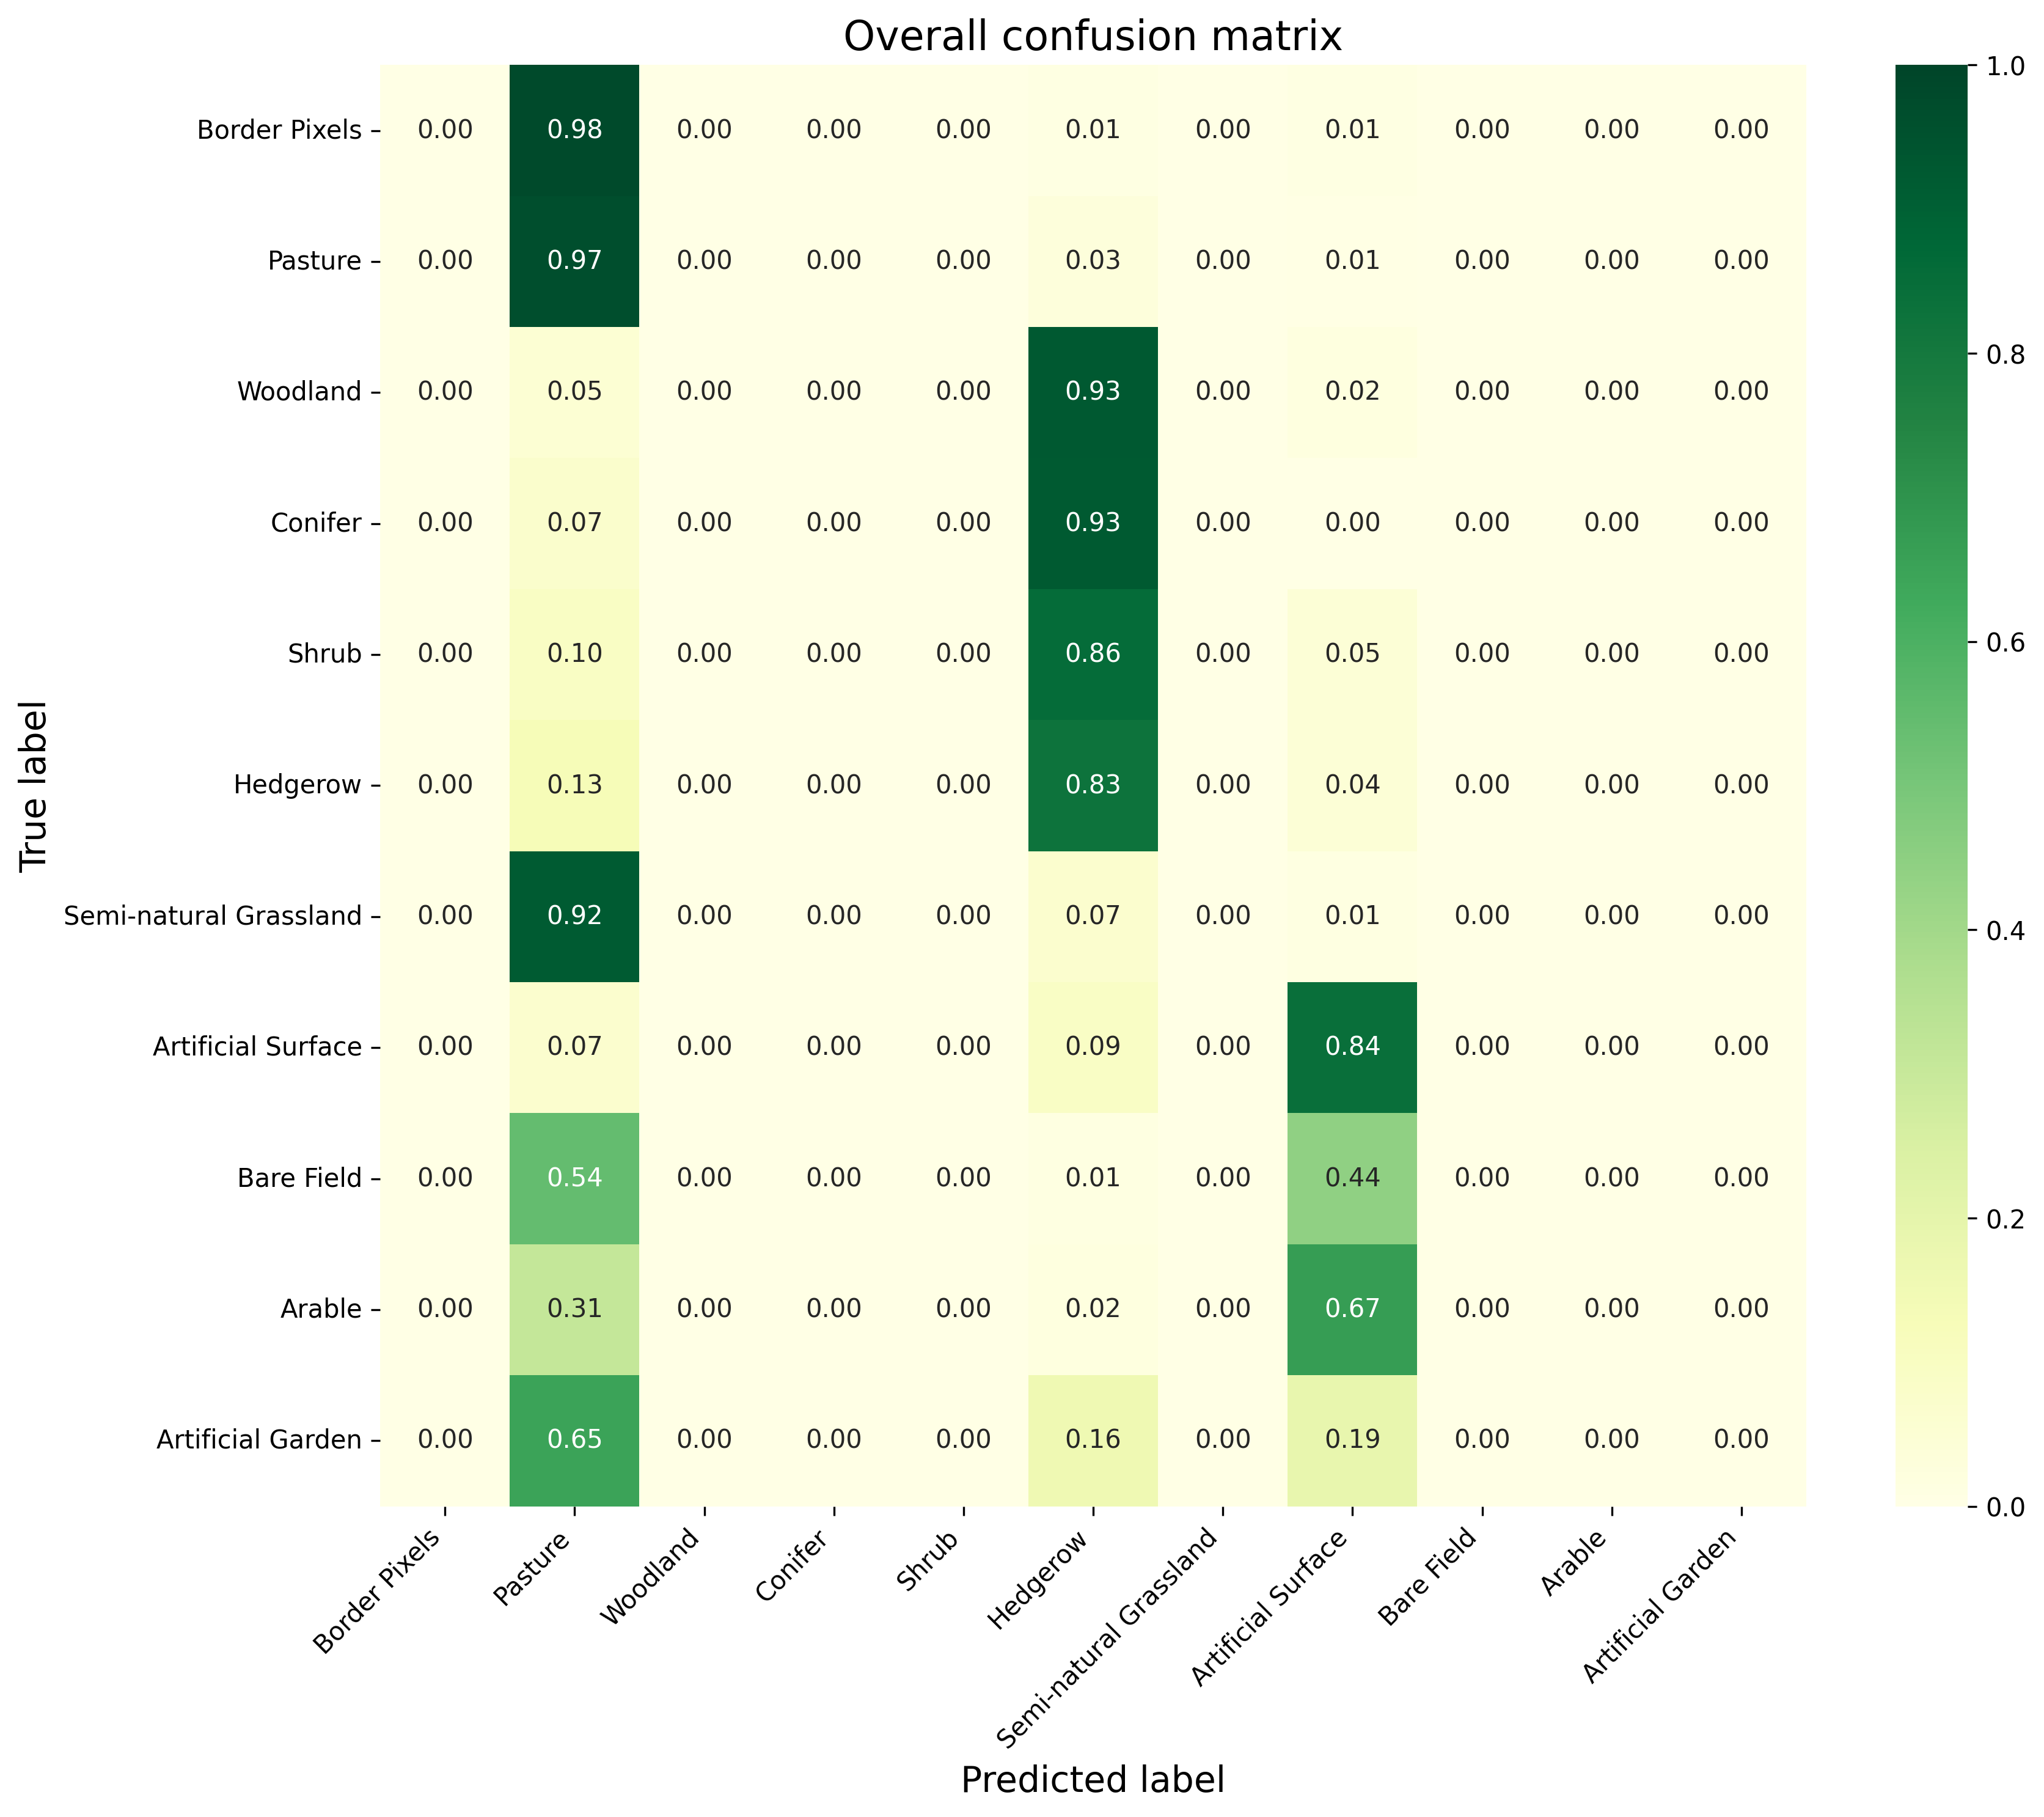 Overall confusion matrix
True label
Border Pixels 0.00 0.98 0.00 0.00 0.00 0.01 0.00 0.01 0.00 0.00 0.00
Pasture 0.00 0.97 0.00 0.00 0.00 0.03 0.00 0.01 0.00 0.00 0.00
Woodland 0.00 0.05 0.00 0.00 0.00 0.93 0.00 0.02 0.00 0.00 0.00
Conifer 0.00 0.07 0.00 0.00 0.00 0.93 0.00 0.00 0.00 0.00 0.00
Shrub 0.00 0.10 0.00 0.00 0.00 0.86 0.00 0.05 0.00 0.00 0.00
Hedgerow 0.00 0.13 0.00 0.00 0.00 0.83 0.00 0.04 0.00 0.00 0.00
Semi-natural Grassland 0.00 0.92 0.00 0.00 0.00 0.07 0.00 0.01 0.00 0.00 0.00
Artificial Surface 0.00 0.07 0.00 0.00 0.00 0.09 0.00 0.84 0.00 0.00 0.00
Bare Field 0.00 0.54 0.00 0.00 0.00 0.01 0.00 0.44 0.00 0.00 0.00
Arable 0.00 0.31 0.00 0.00 0.00 0.02 0.00 0.67 0.00 0.00 0.00
Artificial Garden 0.00 0.65 0.00 0.00 0.00 0.16 0.00 0.19 0.00 0.00 0.00
Border Pixels
Pasture
Woodland
Conifer
Shrub
Hedgerow
Semi-natural Grassland
Artificial Surface
Bare Field
Arable
Artificial Garden
Predicted label
1.0
0.8
0.6
0.4
0.2
0.0